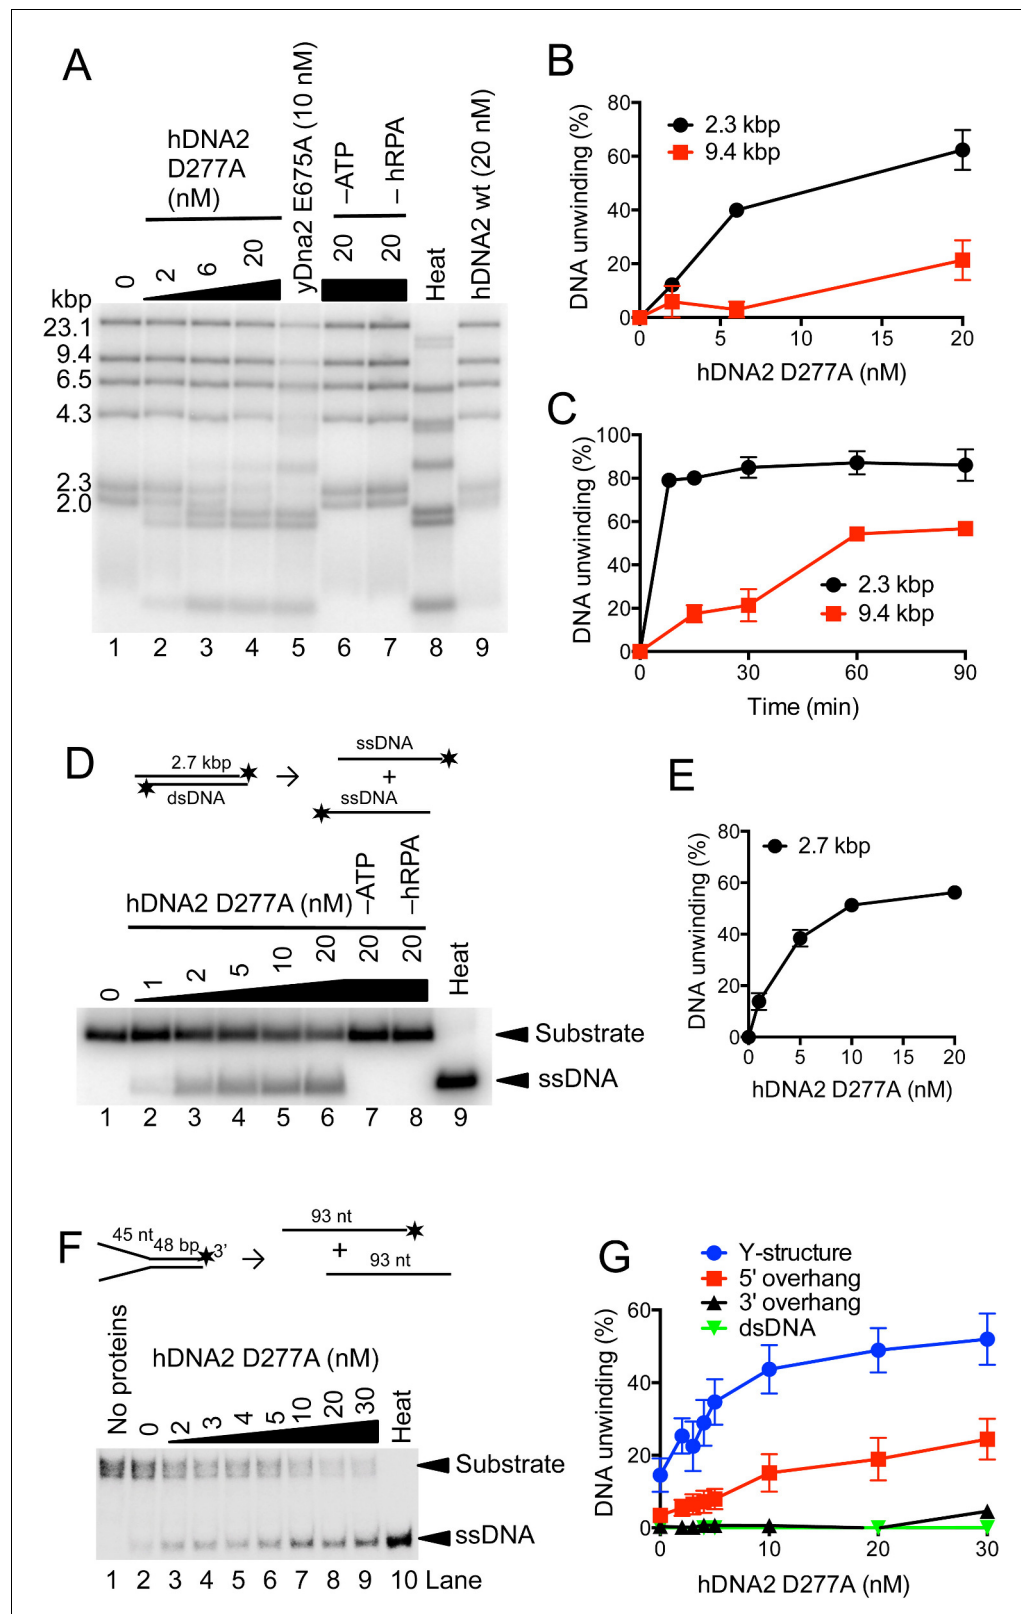 A
hDNA2
D277A
(nM)
yDna2 E675A (10 nM)
–ATP
– hRPA
Heat
hDNA2 wt (20 nM)
0
2
6
20
20
20
kbp
23.1
9.4
6.5
4.3
2.3
2.0
1 2 3 4 5 6 7 8 9
B
DNA unwinding (%)
80
60
40
20
0
2.3 kbp
9.4 kbp
0 5 10 15 20
hDNA2 D277A (nM)
C
DNA unwinding (%)
100
80
60
40
20
0
2.3 kbp
9.4 kbp
0 30 60 90
Time (min)
D
2.7 kbp
dsDNA
ssDNA
+
ssDNA
hDNA2 D277A (nM)
–ATP
–hRPA
0
1
2
5
10
20
20
20
Heat
Substrate
ssDNA
1 2 3 4 5 6 7 8 9
E
DNA unwinding (%)
80
60
40
20
0
2.7 kbp
0 5 10 15 20
hDNA2 D277A (nM)
F
45 nt
48 bp
3'
93 nt
+
93 nt
No proteins
hDNA2 D277A (nM)
0
2
3
4
5
10
20
30
Heat
Substrate
ssDNA
1 2 3 4 5 6 7 8 9 10 Lane
G
Y-structure
5' overhang
3' overhang
dsDNA
DNA unwinding (%)
60
40
20
0
0 10 20 30
hDNA2 D277A (nM)